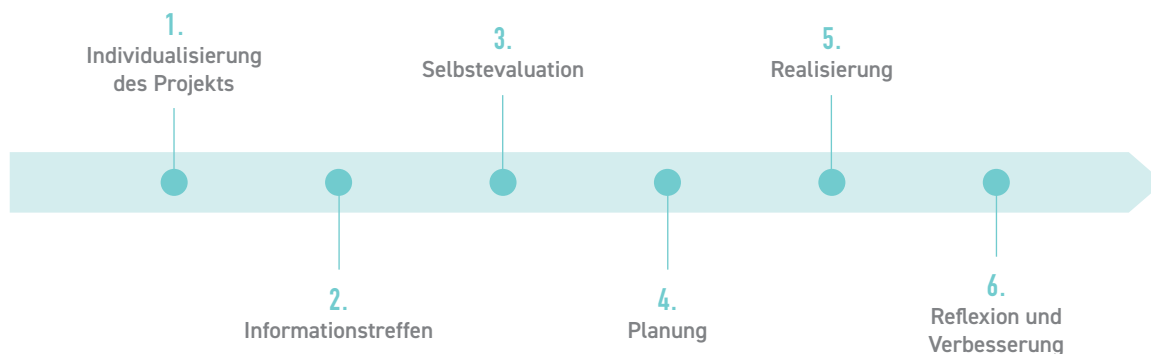 1.
Individualisierung
des Projekts
2.
Informationstreffen
3.
Selbstevaluation
4.
Planung
5.
Realisierung
6.
Reflexion und
Verbesserung